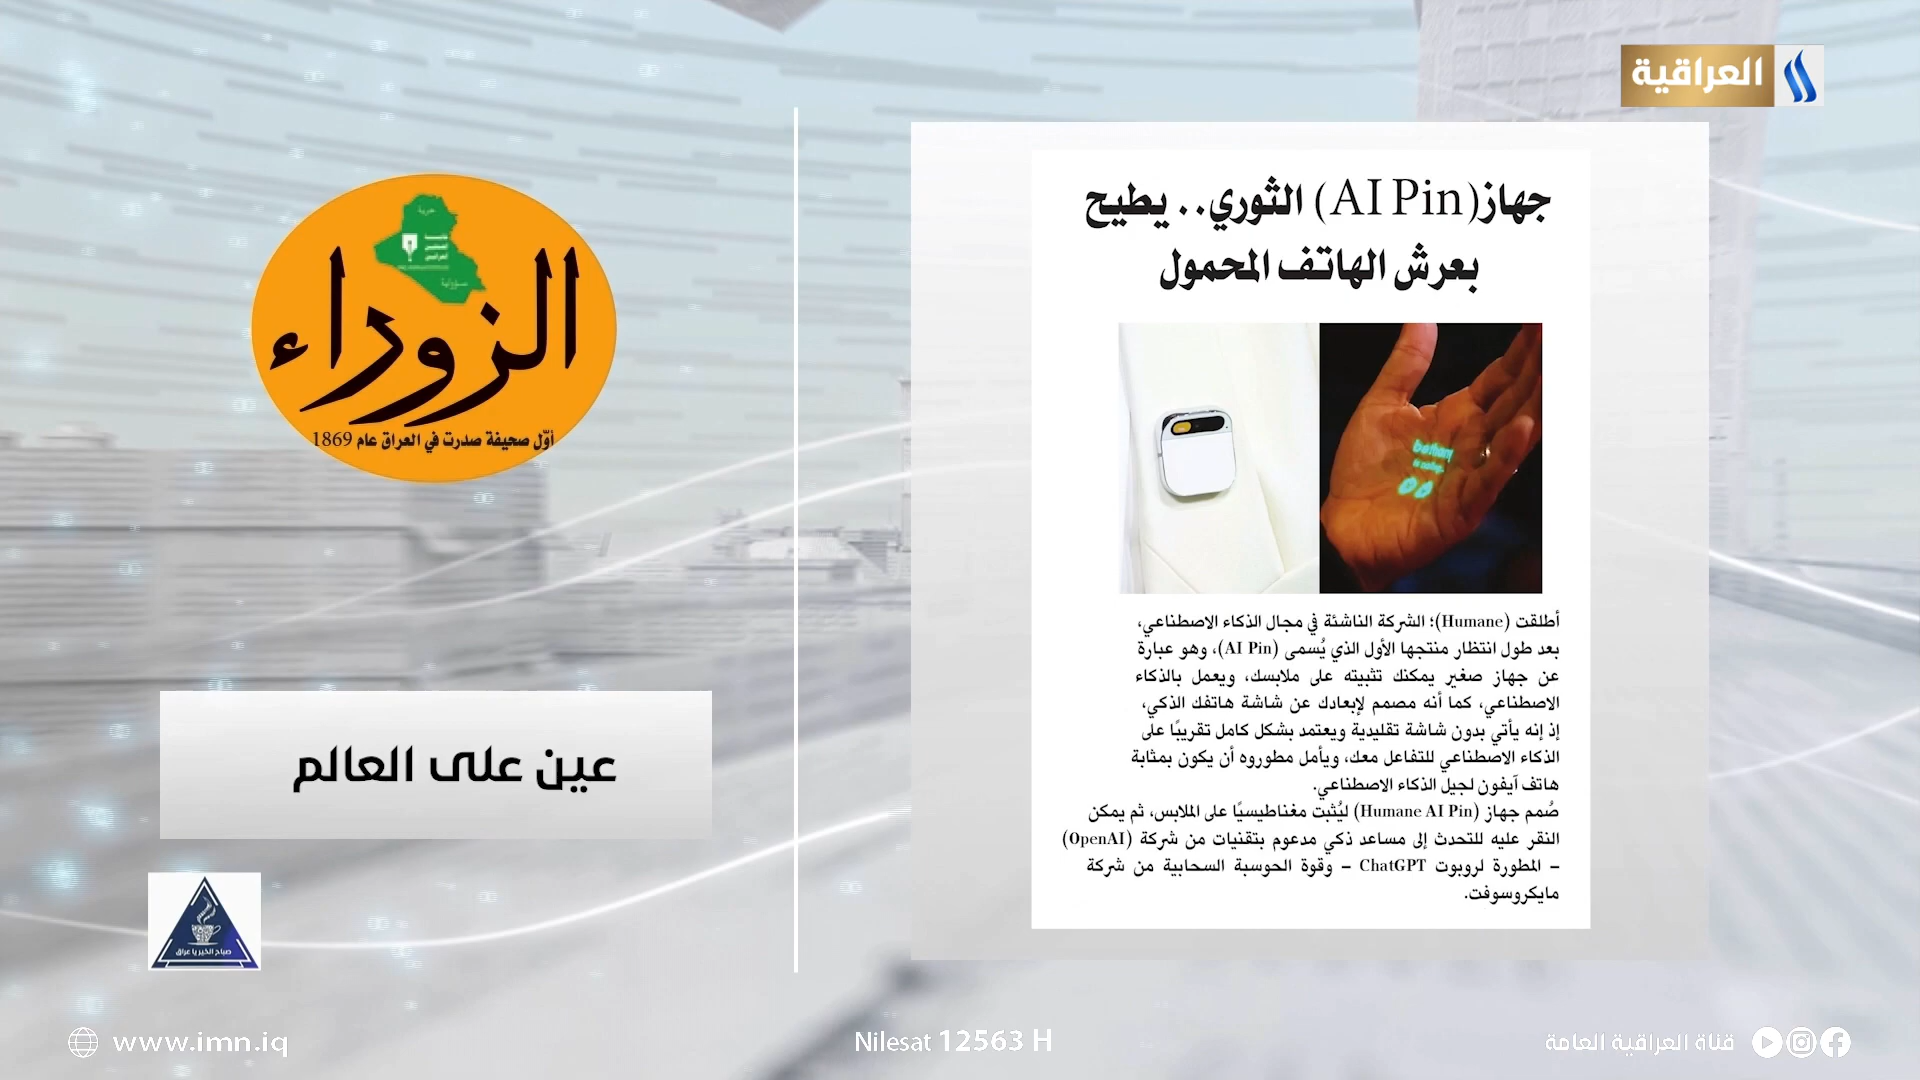 العراقية
جهاز(AI Pin) الثوري.. يطيح
بعرش الهاتف المحمول
أطلقت (Humane)؛ الشركة الناشئة في مجال الذكاء الاصطناعي،
بعد طول انتظار منتجها الأول الذي يُسمى (AI Pin)، وهو عبارة
عن جهاز صغير يمكنك تثبيته على ملابسك، ويعمل بالذكاء
الاصطناعي، كما أنه مصمم لإبعادك عن شاشة هاتفك الذكي،
إذ إنه يأتي بدون شاشة تقليدية ويعتمد بشكل كامل تقريبًا على
الذكاء الاصطناعي للتفاعل معك، ويأمل مطوروه أن يكون بمثابة
هاتف آيفون لجيل الذكاء الاصطناعي.
صُمم جهاز (Humane AI Pin) ليُثبت مغناطيسيًا على الملابس، ثم يمكن
النقر عليه للتحدث إلى مساعد ذكي مدعوم بتقنيات من شركة (OpenAI)
– المطورة لروبوت ChatGPT – وقوة الحوسبة السحابية من شركة
مايكروسوفت.
حرية
مسؤولية
الزوراء
أوّل صحيفة صدرت في العراق عام 1869
عين على العالم
صباح الخير يا عراق
www.imn.iq
Nilesat 12563 H
قناة العراقية العامة